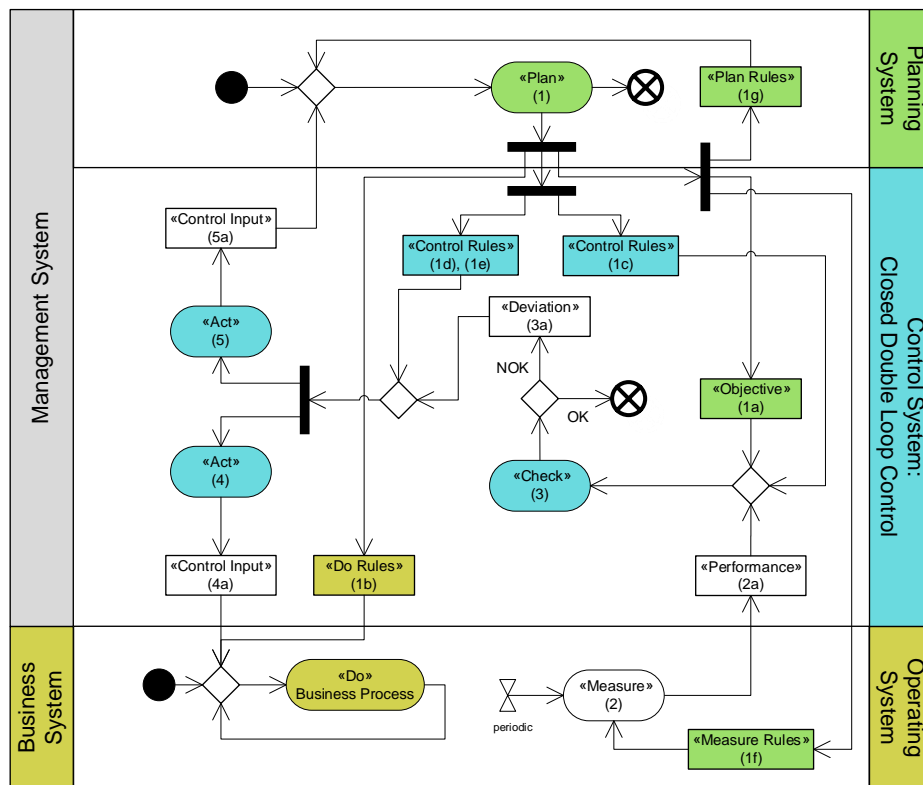 Management System
Business
System
Planning
System
Control System:
Closed Double Loop Control
Operating
System
«Plan»
(1)
«Plan Rules»
(1g)
«Control Input»
(5a)
«Control Rules»
(1d), (1e)
«Control Rules»
(1c)
«Deviation»
(3a)
«Act»
(5)
NOK
OK
«Objective»
(1a)
«Act»
(4)
«Check»
(3)
«Control Input»
(4a)
«Do Rules»
(1b)
«Performance»
(2a)
«Do»
Business Process
«Measure»
(2)
periodic
«Measure Rules»
(1f)